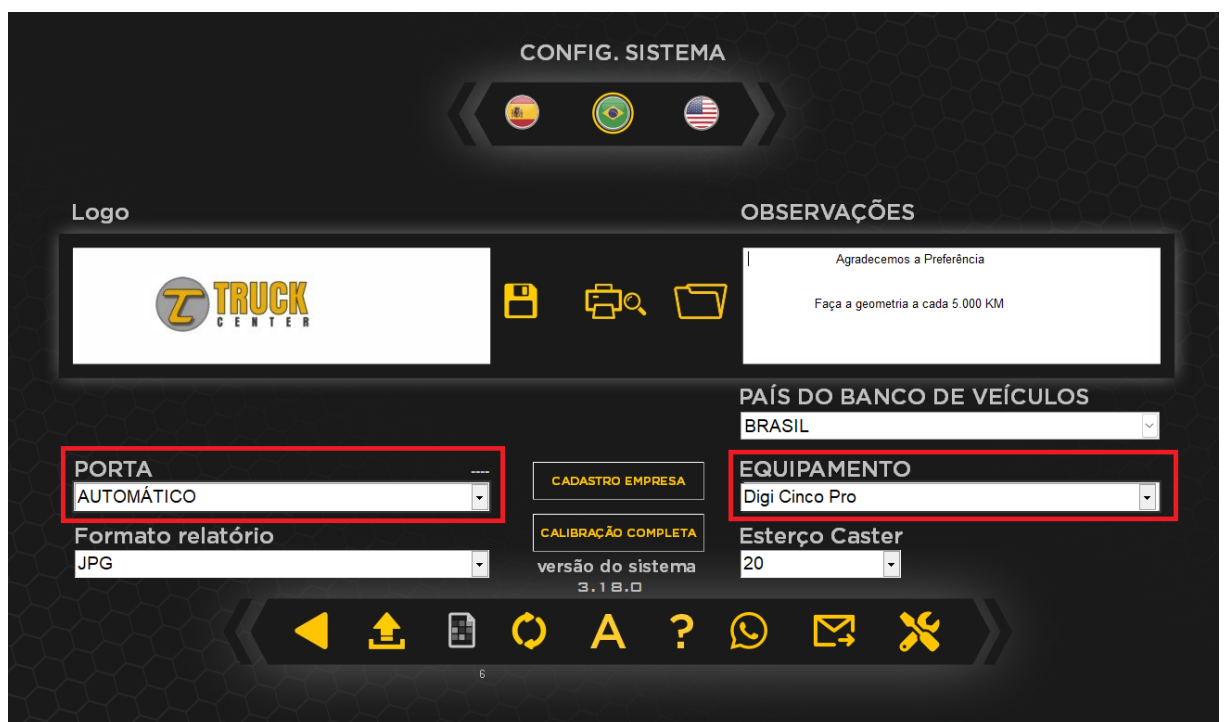 CONFIG. SISTEMA
Logo
OBSERVAÇÕES
TRUCK
CENTER
Agradecemos a Preferência
Faça a geometria a cada 5.000 KM
PAÍS DO BANCO DE VEÍCULOS
BRASIL
PORTA ----
AUTOMÁTICO
CADASTRO EMPRESA
EQUIPAMENTO
Digi Cinco Pro
Formato relatório
JPG
CALIBRAÇÃO COMPLETA
versão do sistema
3.18.0
Esterço Caster
20
A
?
6